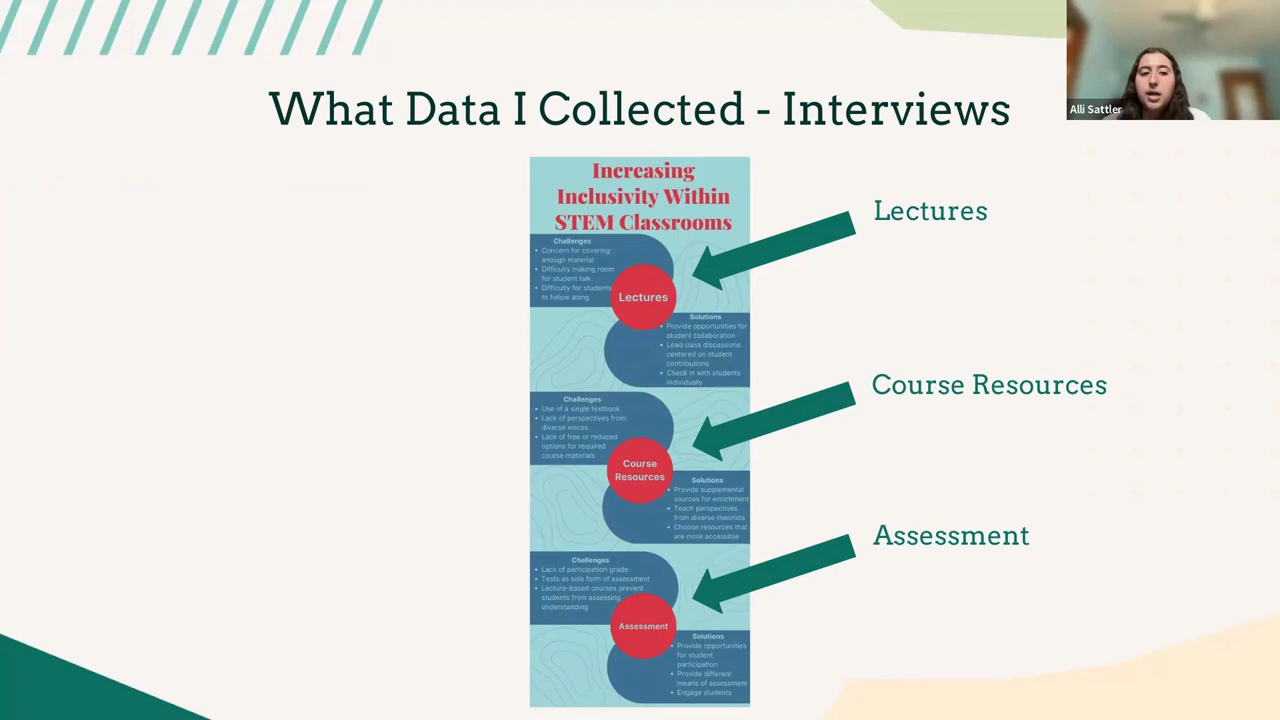 What Data I Collected - Interviews
Alli Sattler
Increasing
Inclusivity Within
STEM Classrooms
Lectures
Challenges
• Concern for covering
enough material
• Difficulty making room
for student talk
• Difficulty for students
to follow along
Lectures
Solutions
• Provide opportunities for
student collaboration
• Lead class discussions
centered on student
contributions
• Check in with students
individually
Course Resources
Challenges
• Use of a single textbook
• Lack of perspectives from
diverse voices
• Lack of free or reduced
options for required
course materials
Course
Resources
Solutions
• Provide supplemental
sources for enrichment
• Teach perspectives
from diverse theorists
• Choose resources that
are more accessible
Assessment
Challenges
• Lack of participation grade
• Tests as sole form of assessment
• Lecture-based courses prevent
students from assessing
understanding
Assessment
Solutions
• Provide opportunities
for student
participation
• Provide different
means of assessment
• Engage students